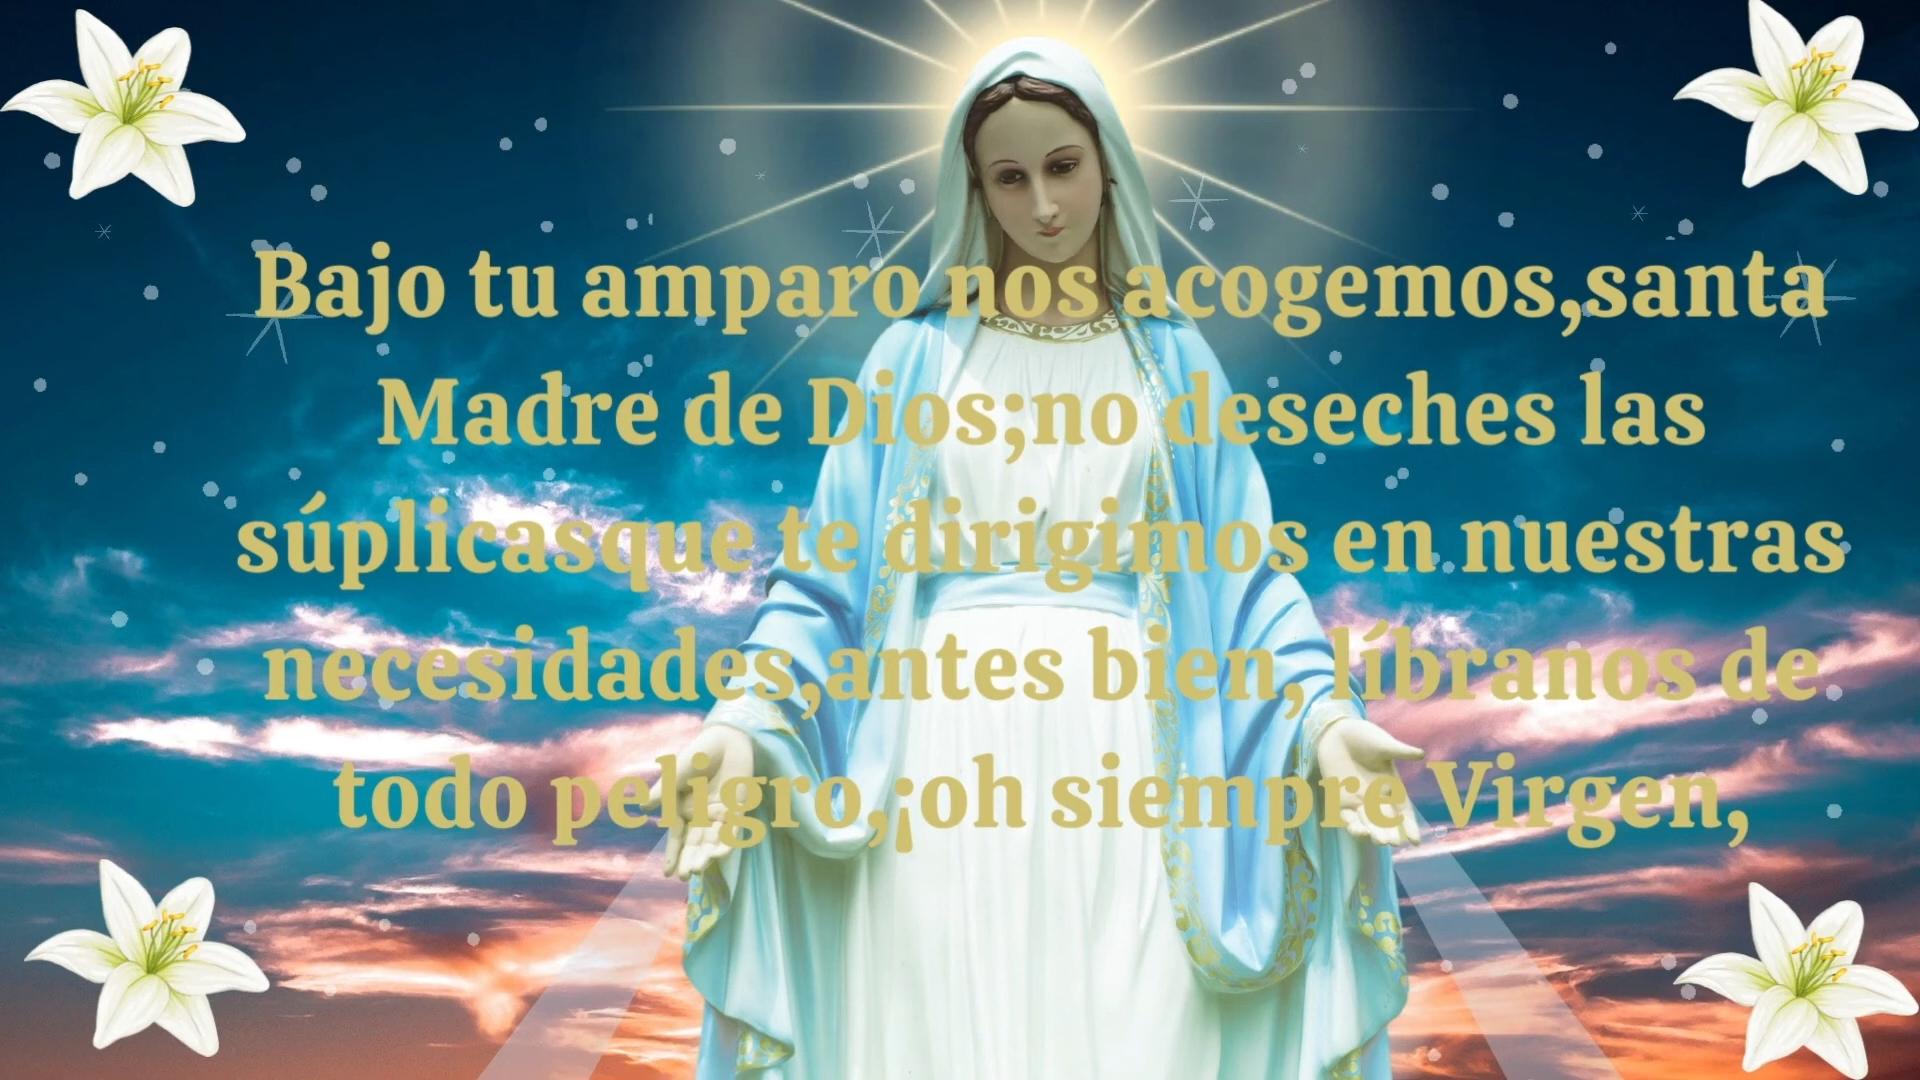 Bajo tu amparo nos acogemos,santa
Madre de Dios;no deseches las
súplicasque te dirigimos en nuestras
necesidades,antes bien, líbranos de
todo peligro,¡oh siempre Virgen,